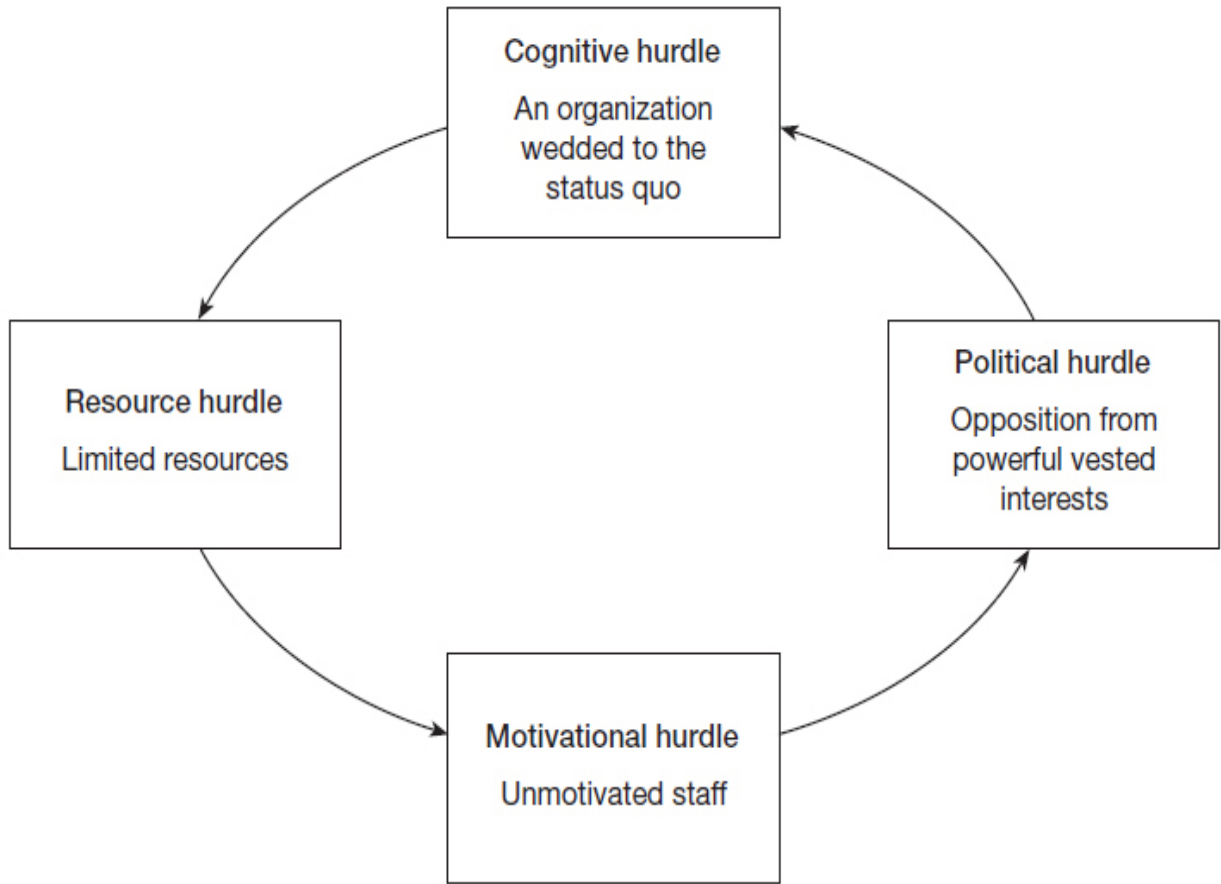 Cognitive hurdle
An organization
wedded to the
status quo
Resource hurdle
Limited resources
Political hurdle
Opposition from
powerful vested
interests
Motivational hurdle
Unmotivated staff